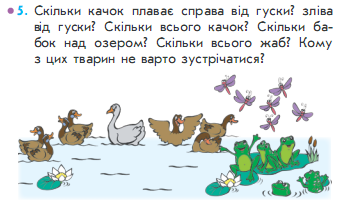 5. Скільки качок плаває справа від гуски? зліва
від гуски? Скільки всього качок? Скільки ба-
бок над озером? Скільки всього жаб? Кому
з цих тварин не варто зустрічатися?